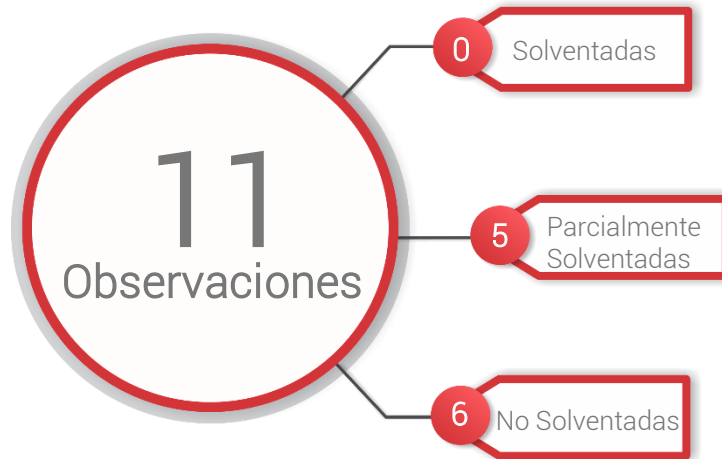 11
Observaciones
0
Solventadas
5
Parcialmente
Solventadas
6
No Solventadas